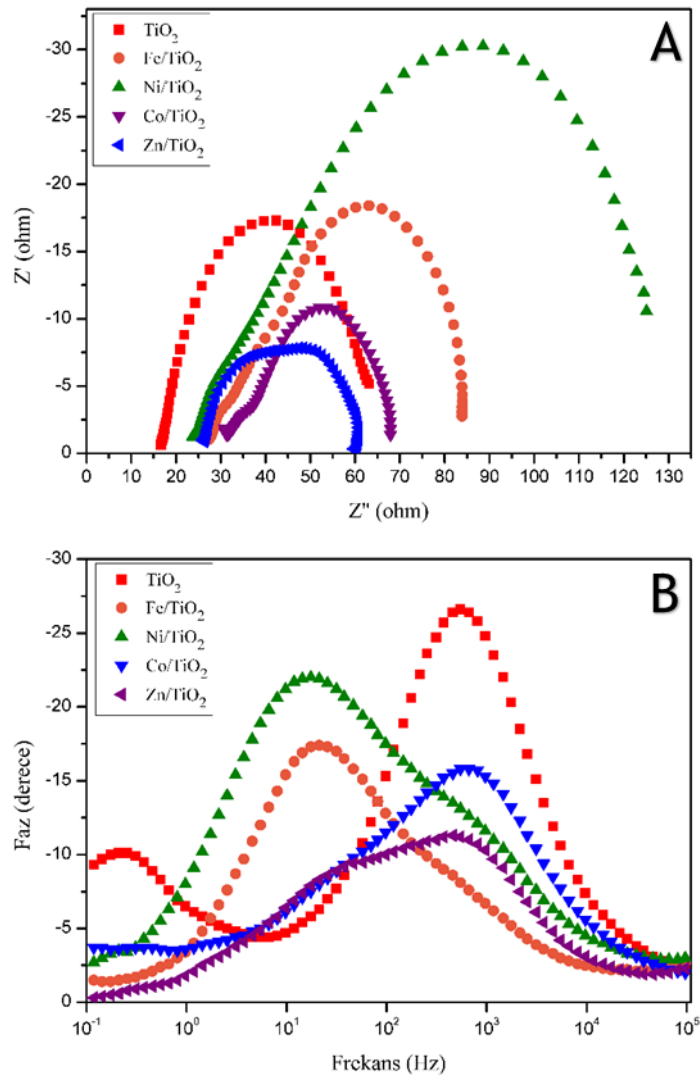 A
TiO₂
Fe/TiO₂
Ni/TiO₂
Co/TiO₂
Zn/TiO₂
-30
-25
-20
-15
-10
-5
0
Z' (ohm)
0 10 20 30 40 50 60 70 80 90 100 110 120 130
Z" (ohm)
B
TiO₂
Fe/TiO₂
Ni/TiO₂
Co/TiO₂
Zn/TiO₂
-30
-25
-20
-15
-10
-5
0
Faz (derece)
10⁻¹ 10⁰ 10¹ 10² 10³ 10⁴ 10⁵
Frekans (Hz)